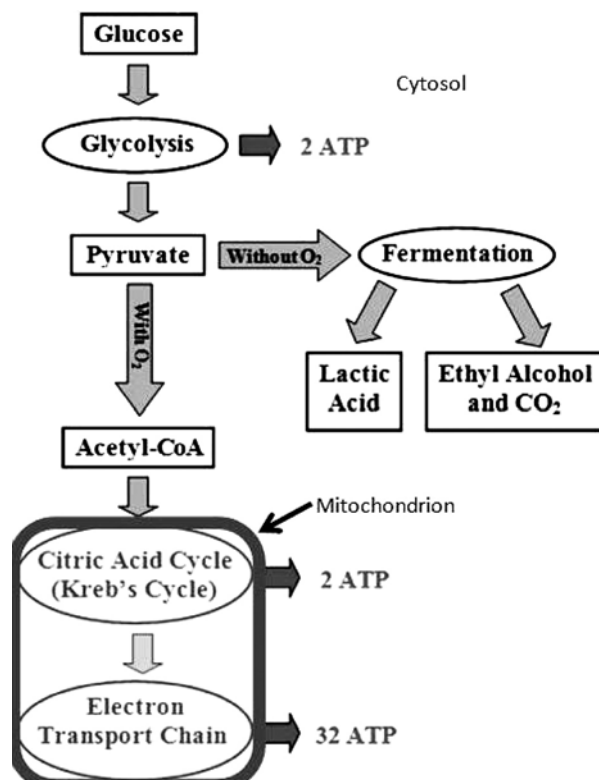 Glucose
Cytosol
Glycolysis
2 ATP
Pyruvate
Without O₂
Fermentation
With O₂
Lactic
Acid
Ethyl Alcohol
and CO₂
Acetyl-CoA
Mitochondrion
Citric Acid Cycle
(Kreb's Cycle)
2 ATP
Electron
Transport Chain
32 ATP